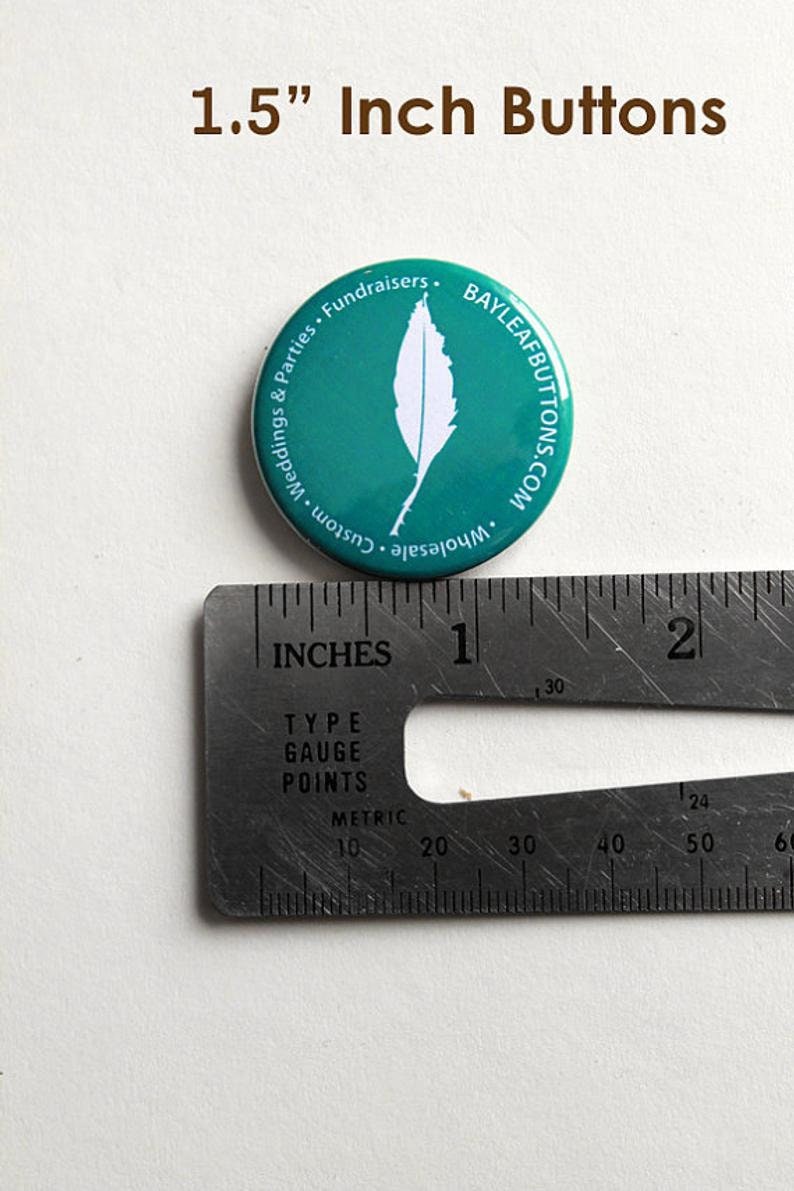 1.5” Inch Buttons
BAYLEAFBUTTONS.COM
• Wholesale • Custom • Weddings & Parties • Fundraisers •
1 2
INCHES
30
TYPE
GAUGE
POINTS
24
METRIC
10 20 30 40 50 60